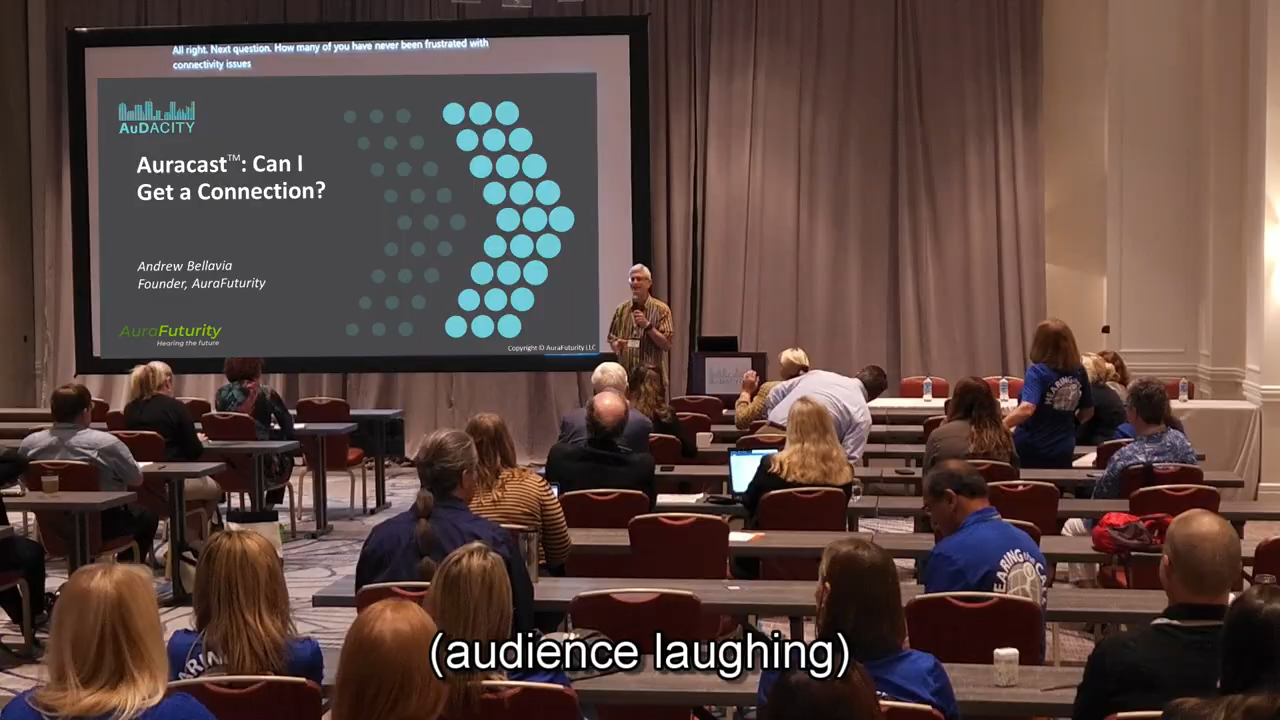 All right. Next question. How many of you have never been frustrated with
connectivity issues
AuDACITY
Auracast™: Can I
Get a Connection?
Andrew Bellavia
Founder, AuraFuturity
AuraFuturity
Hearing the future
Copyright © AuraFuturity LLC
(audience laughing)